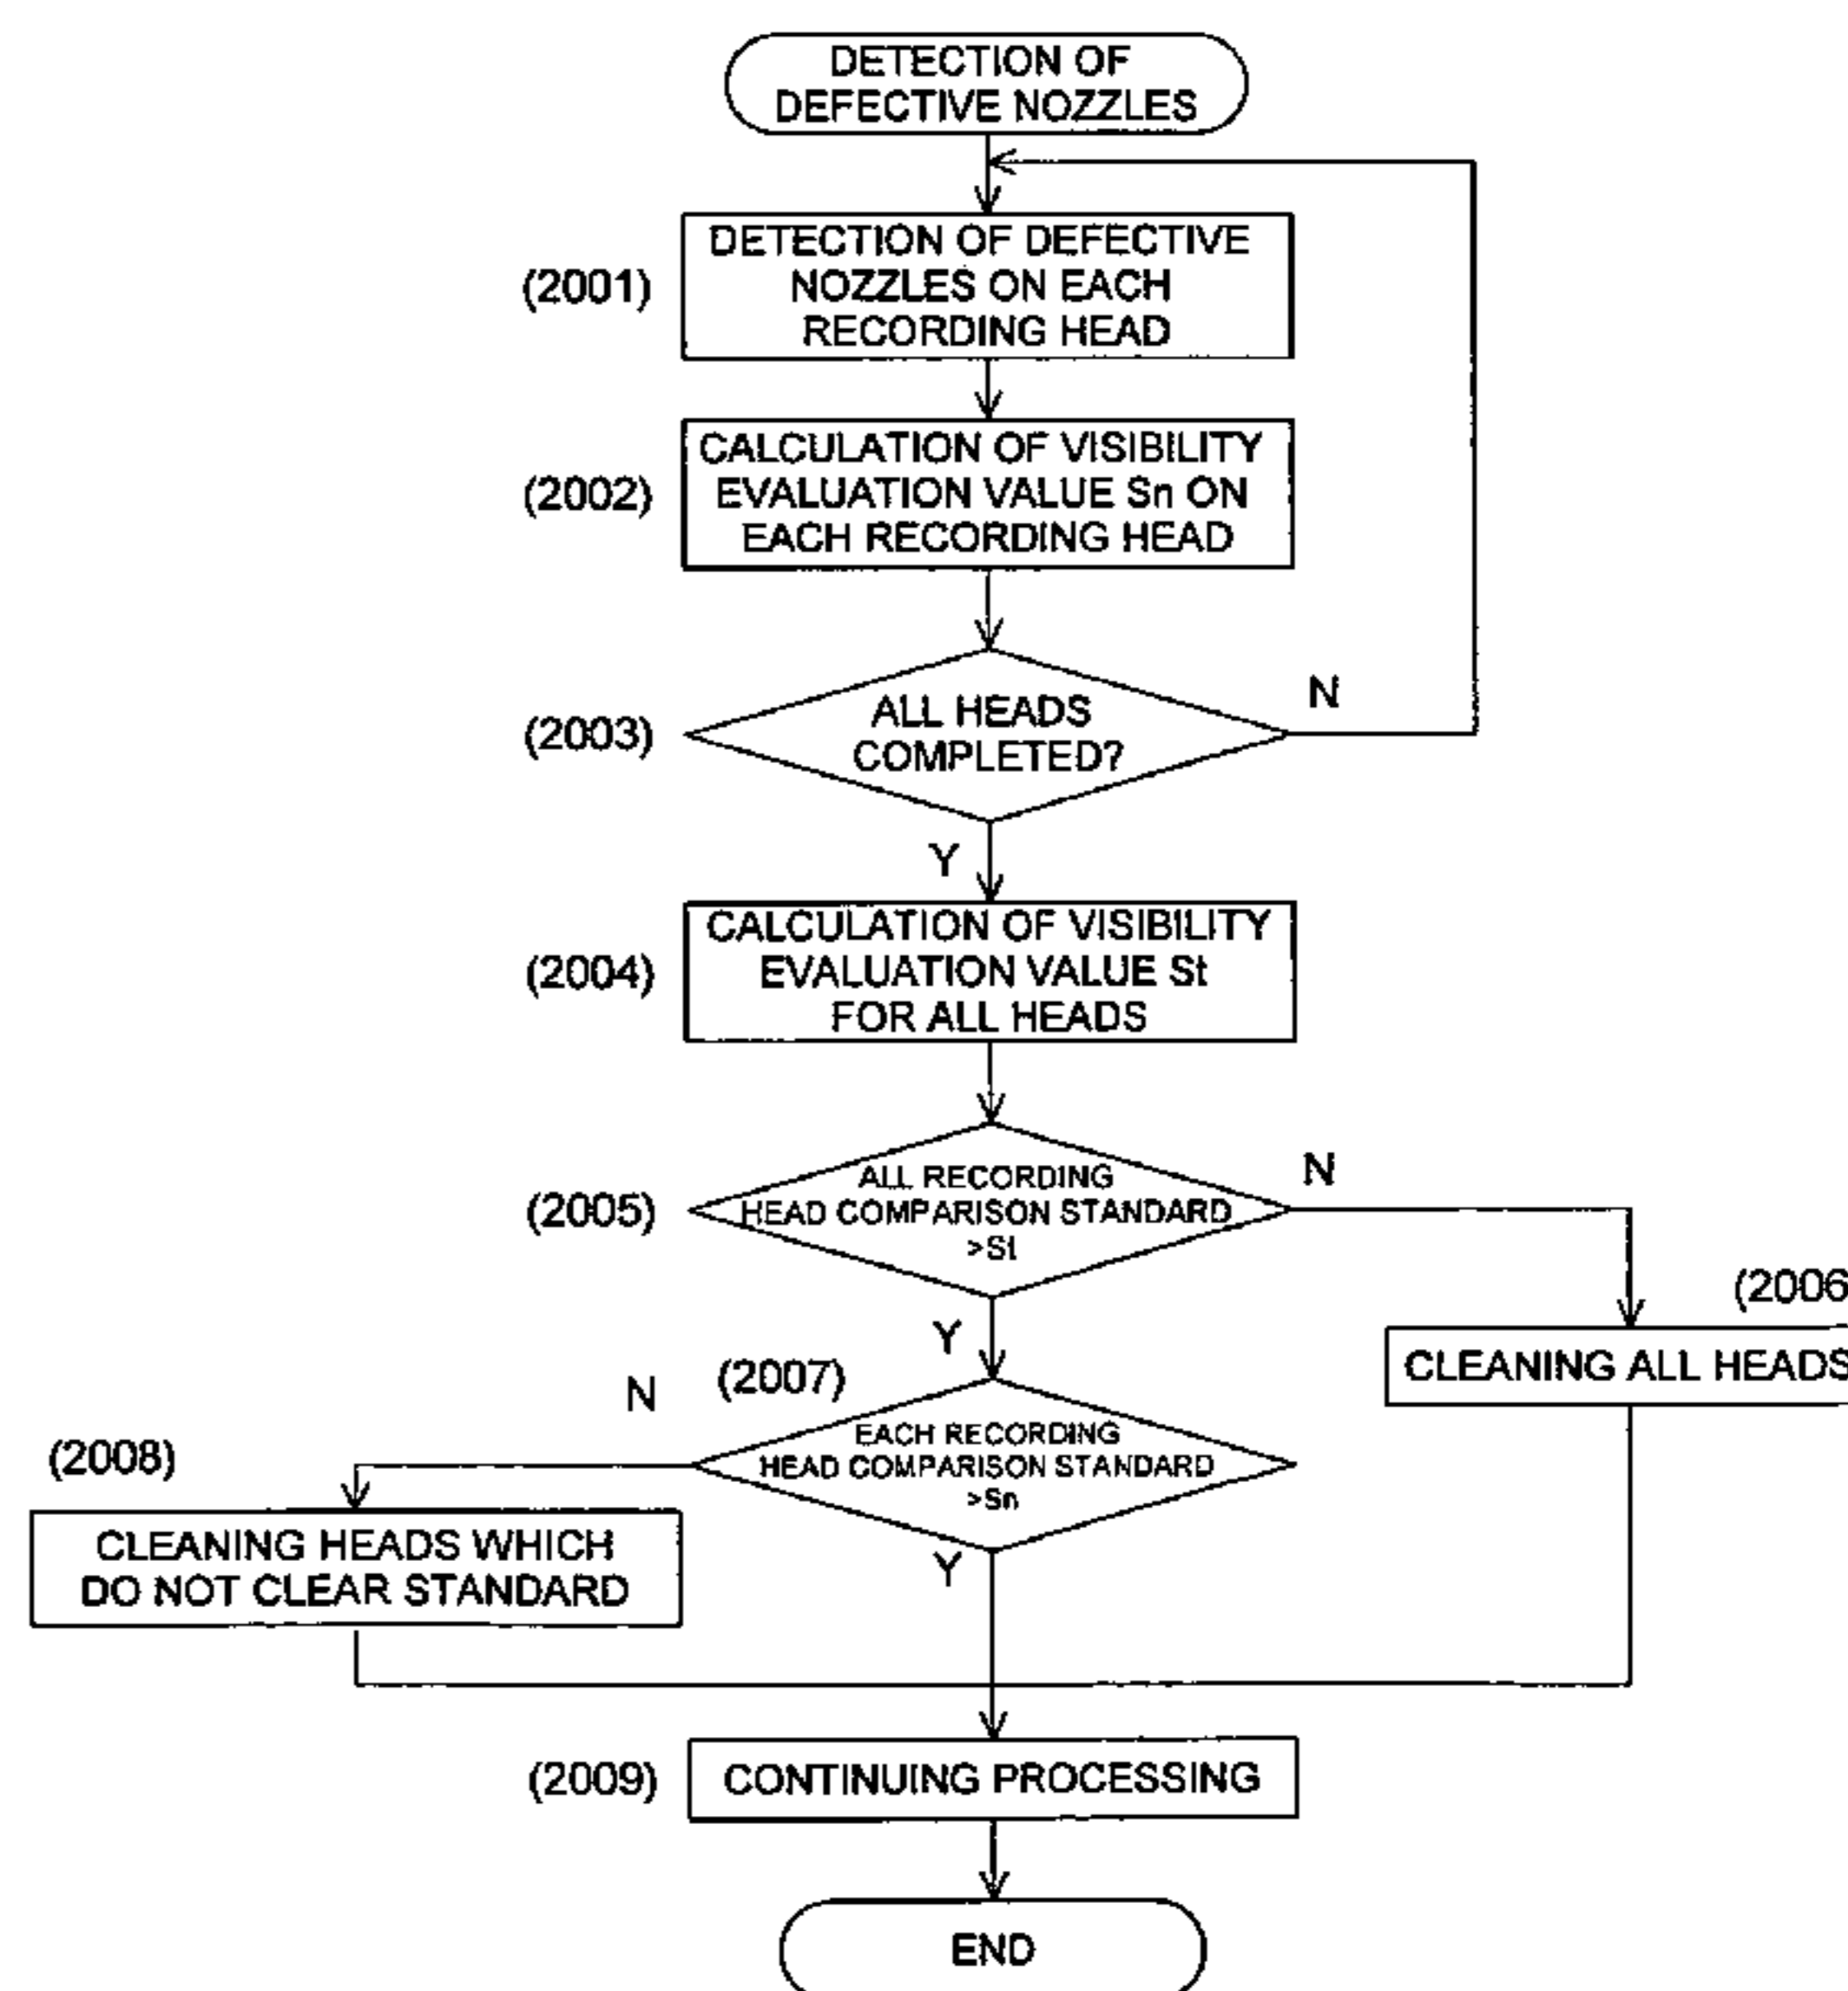 DETECTION OF
DEFECTIVE NOZZLES
(2001)
DETECTION OF DEFECTIVE
NOZZLES ON EACH
RECORDING HEAD
(2002)
CALCULATION OF VISIBILITY
EVALUATION VALUE Sn ON
EACH RECORDING HEAD
(2003)
ALL HEADS
COMPLETED?
N
Y
(2004)
CALCULATION OF VISIBILITY
EVALUATION VALUE St
FOR ALL HEADS
(2005)
ALL RECORDING
HEAD COMPARISON STANDARD
>St
N
Y
(2006
CLEANING ALL HEADS
(2007)
EACH RECORDING
HEAD COMPARISON STANDARD
>Sn
N
Y
(2008)
CLEANING HEADS WHICH
DO NOT CLEAR STANDARD
(2009)
CONTINUING PROCESSING
END